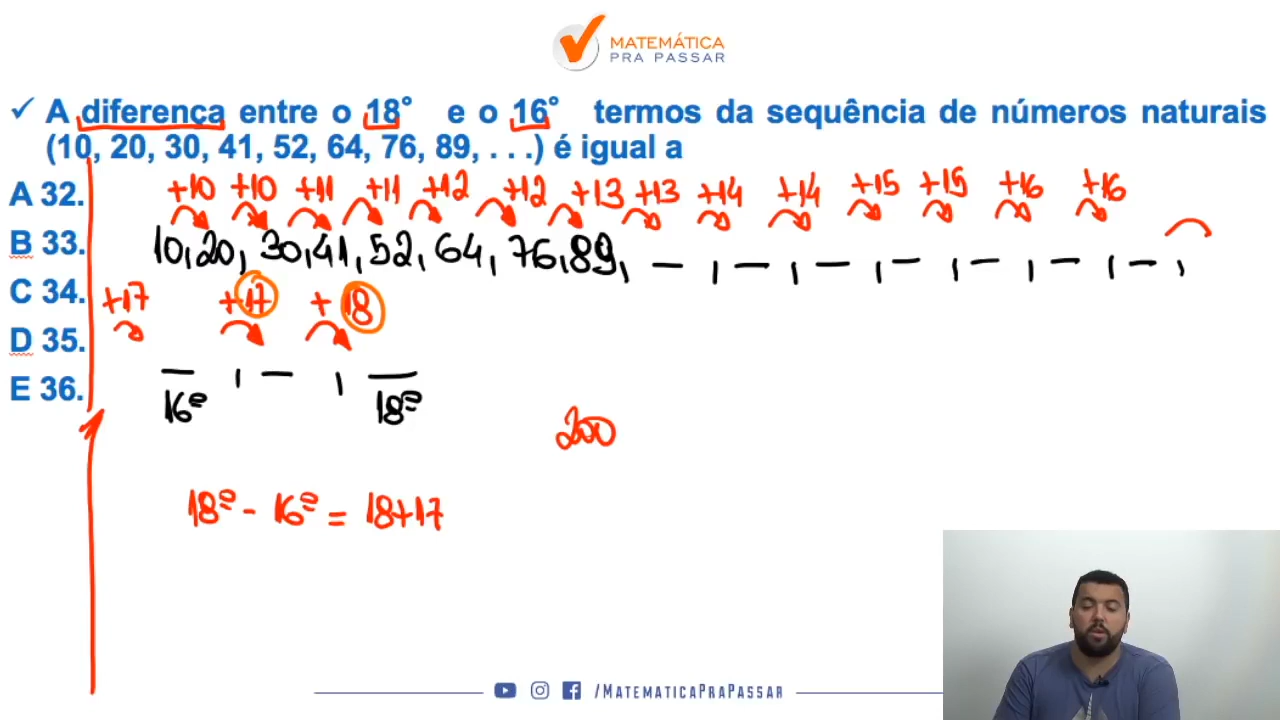 MATEMÁTICA
PRA PASSAR
✓ A diferença entre o 18° e o 16° termos da sequência de números naturais
(10, 20, 30, 41, 52, 64, 76, 89, . . .) é igual a
A 32.
B 33.
C 34.
D 35.
E 36.
+10 +10 +11 +11 +12 +12 +13 +13 +14 +14 +15 +15 +16 +16
10, 20, 30, 41, 52, 64, 76, 89, _ , _ , _ , _ , _ , _ , _ ,
+17 +17 + 18
_ , _ , _
16º 18º
200
18º - 16º = 18+17
/MATEMATICAPRAPASSAR